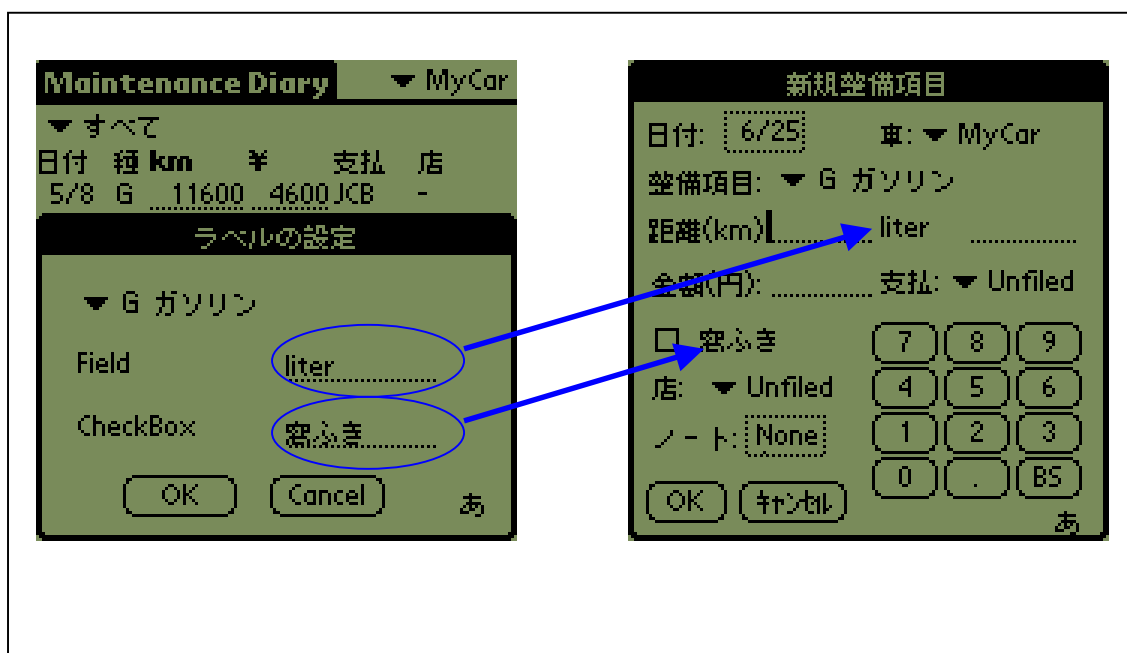 Maintenance Diary ▼ MyCar
▼ すべて
日付 種 km ¥ 支払 店
5/8 G 11600 4600 JCB -
ラベルの設定
▼ G ガソリン
Field liter
CheckBox 窓ふき
OK Cancel あ
新規整備項目
日付: 6/25 車: ▼ MyCar
整備項目: ▼ G ガソリン
距離(km) liter
金額(円): 支払: ▼ Unfiled
窓ふき
7 8 9
店: ▼ Unfiled
4 5 6
ノート: None
1 2 3
0 . BS
OK キャンセル
あ